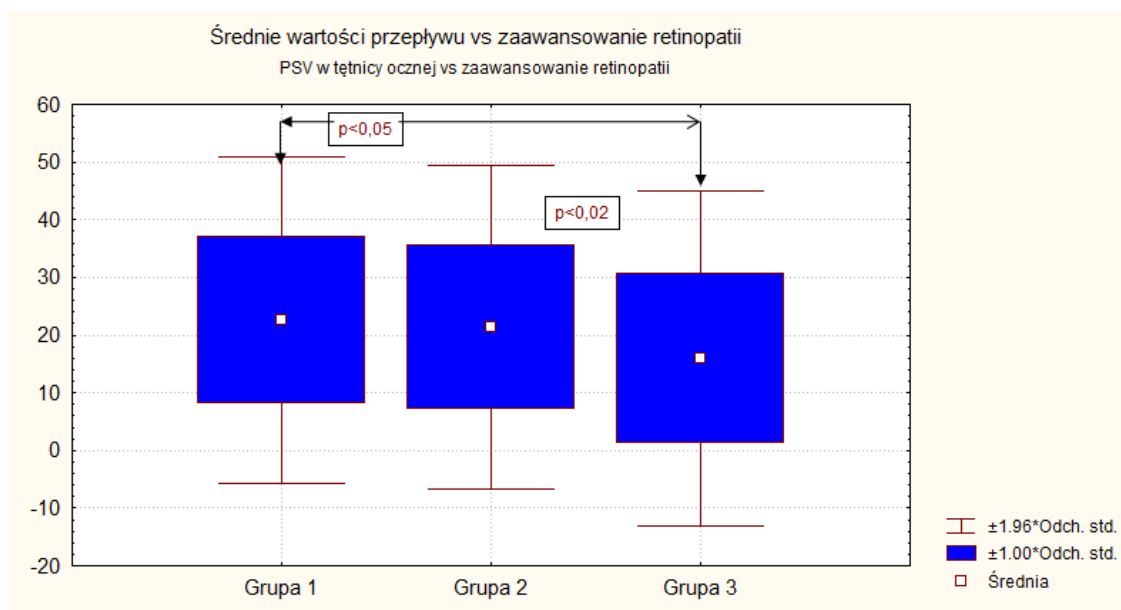 Średnie wartości przepływu vs zaawansowanie retinopatii
PSV w tętnicy ocznej vs zaawansowanie retinopatii
60
50
40
30
20
10
0
-10
-20
p<0,05
p<0,02
Grupa 1
Grupa 2
Grupa 3
±1.96*Odch. std.
±1.00*Odch. std.
Średnia